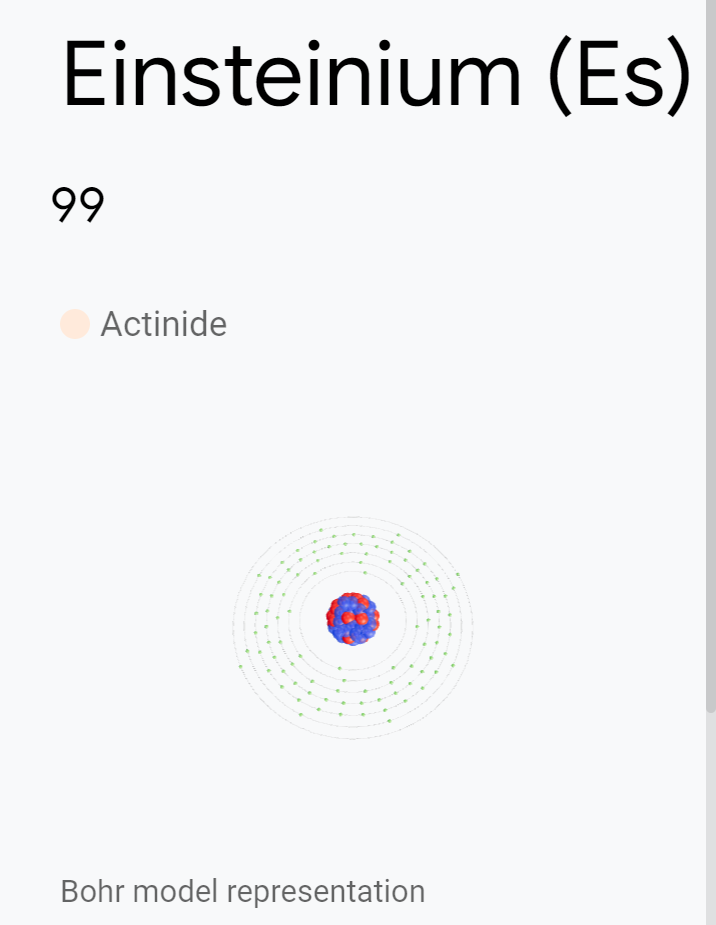 Einsteinium (Es)
99
Actinide
Bohr model representation